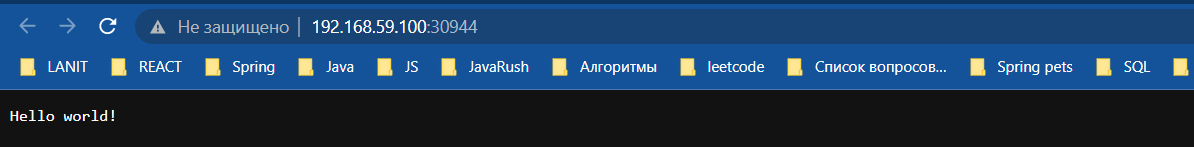 Не защищено | 192.168.59.100:30944
LANIT REACT Spring Java JS JavaRush Алгоритмы leetcode Список вопросов... Spring pets SQL
Hello world!